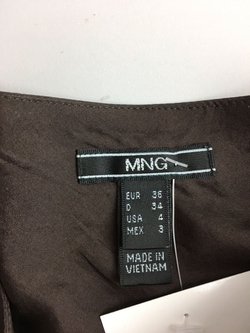 MNG
EUR 36
D 34
USA 4
MEX 3
MADE IN
VIETNAM